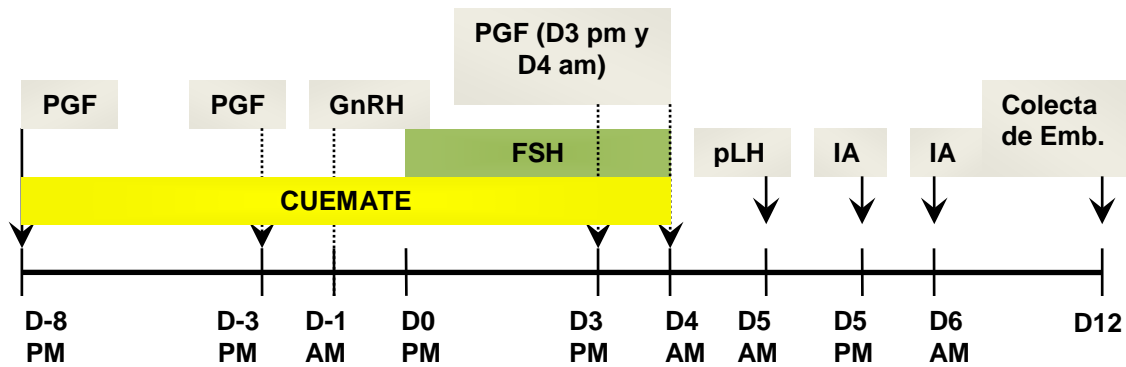 PGF (D3 pm y
D4 am)
PGF
PGF
GnRH
Colecta
de Emb.
FSH
pLH
IA
IA
CUEMATE
D-8
PM
D-3
PM
D-1
AM
D0
PM
D3
PM
D4
AM
D5
AM
D5
PM
D6
AM
D12